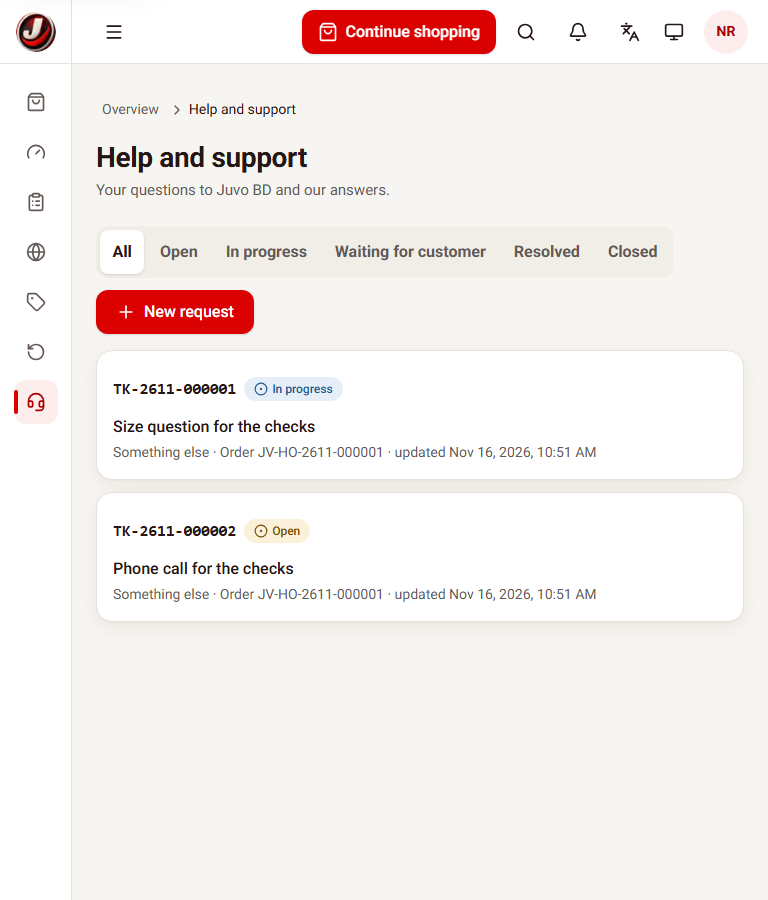 J
Continue shopping
NR
Overview
Help and support
Help and support
Your questions to Juvo BD and our answers.
All
Open
In progress
Waiting for customer
Resolved
Closed
New request
TK-2611-000001
In progress
Size question for the checks
Something else · Order JV-HO-2611-000001 · updated Nov 16, 2026, 10:51 AM
TK-2611-000002
Open
Phone call for the checks
Something else · Order JV-HO-2611-000001 · updated Nov 16, 2026, 10:51 AM